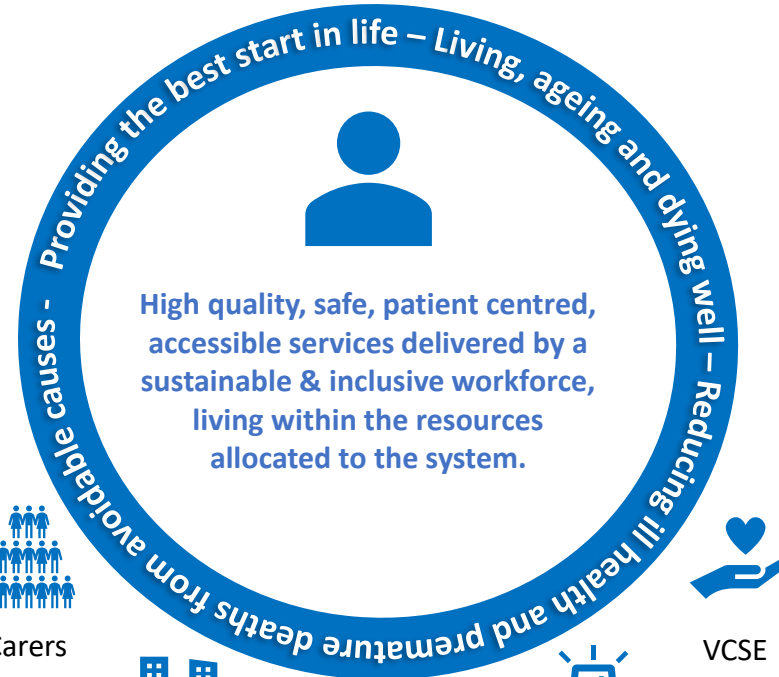 Providing the best start in life – Living, ageing and dying well – Reducing ill health and premature deaths from avoidable causes -
High quality, safe, patient centred,
accessible services delivered by a
sustainable & inclusive workforce,
living within the resources
allocated to the system.
Carers
VCSE